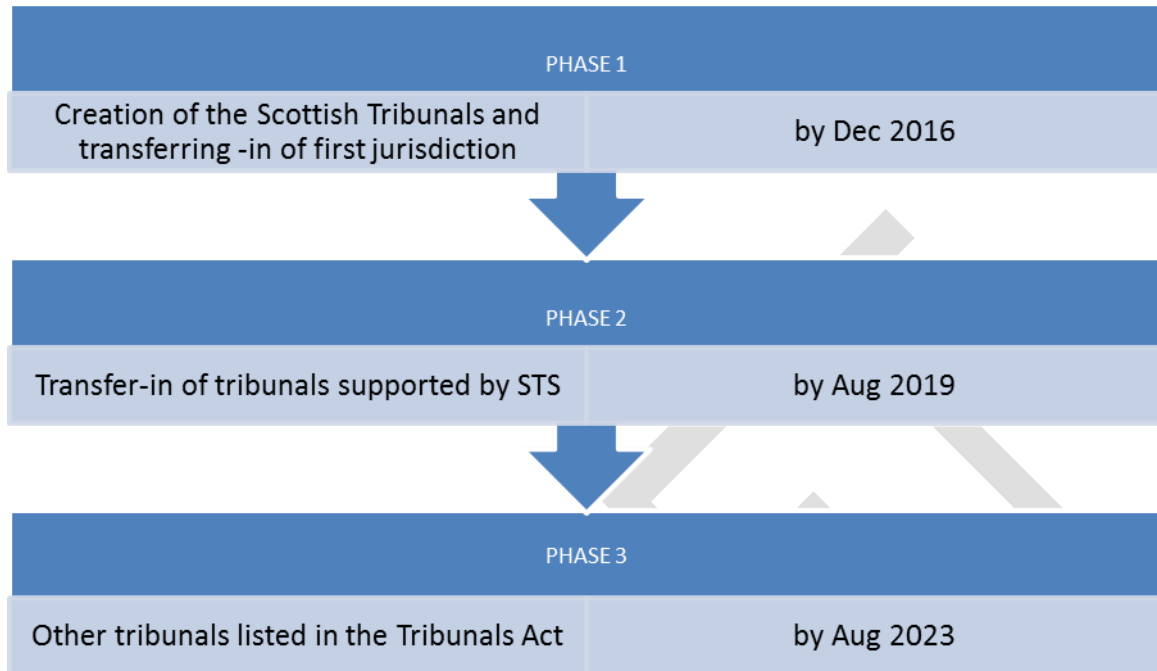 PHASE 1
Creation of the Scottish Tribunals and
transferring -in of first jurisdiction
by Dec 2016
PHASE 2
Transfer-in of tribunals supported by STS
by Aug 2019
PHASE 3
Other tribunals listed in the Tribunals Act
by Aug 2023